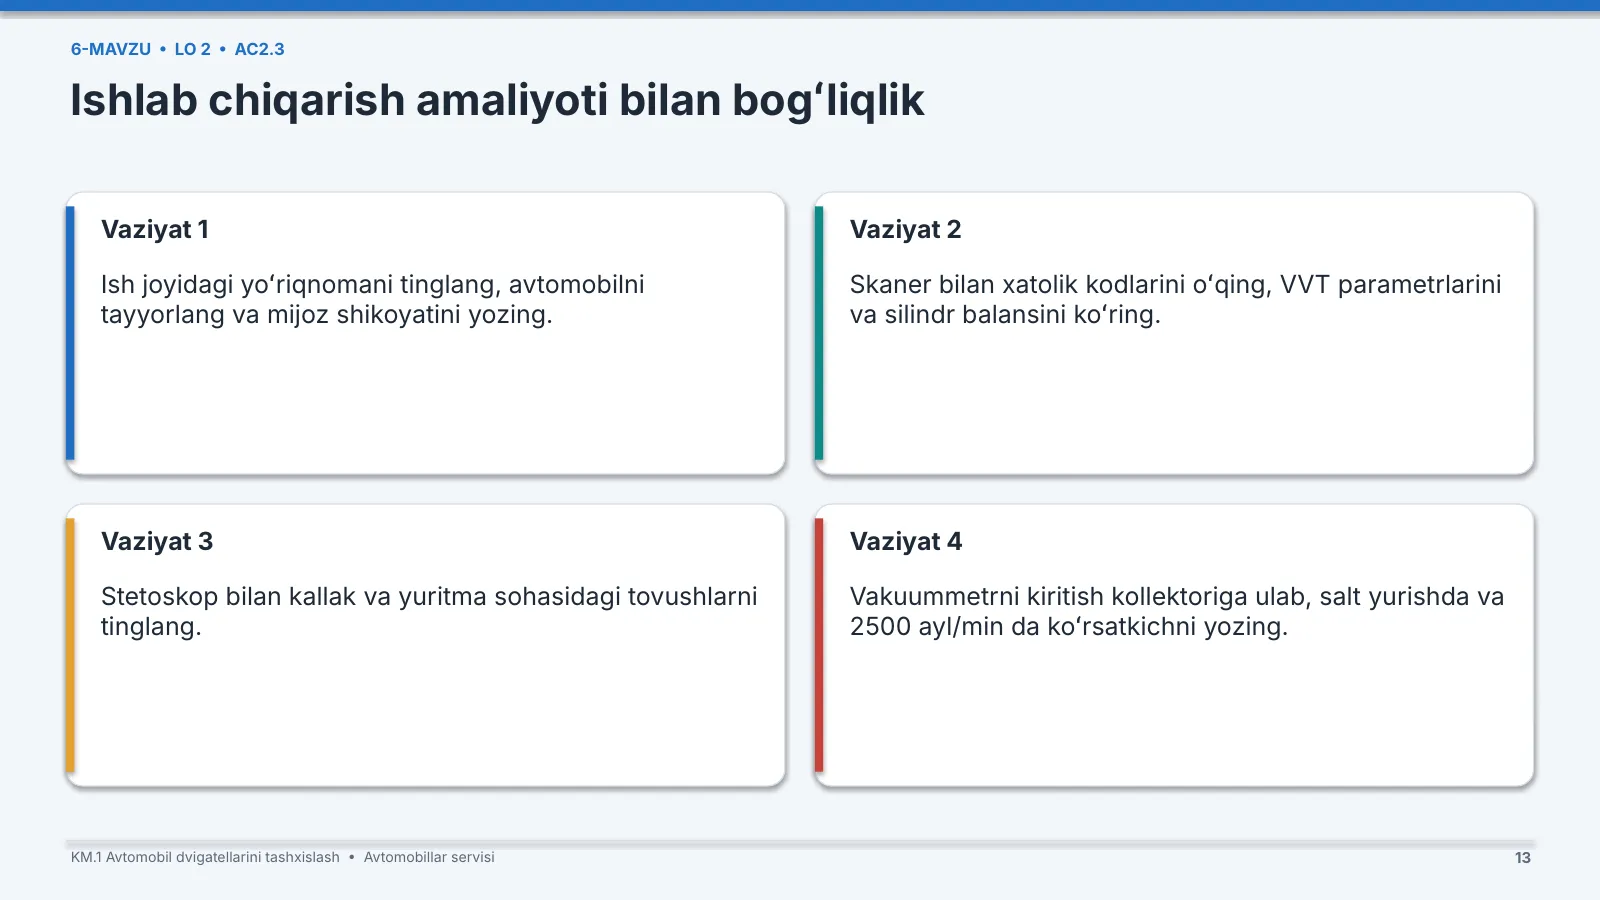 6-MAVZU • LO 2 • AC2.3
Ishlab chiqarish amaliyoti bilan bogʻliqlik
Vaziyat 1
Ish joyidagi yoʻriqnomani tinglang, avtomobilni
tayyorlang va mijoz shikoyatini yozing.
Vaziyat 2
Skaner bilan xatolik kodlarini oʻqing, VVT parametrlarini
va silindr balansini koʻring.
Vaziyat 3
Stetoskop bilan kallak va yuritma sohasidagi tovushlarni
tinglang.
Vaziyat 4
Vakuummetrni kiritish kollektoriga ulab, salt yurishda va
2500 ayl/min da koʻrsatkichni yozing.
KM.1 Avtomobil dvigatellarini tashxislash • Avtomobillar servisi
13